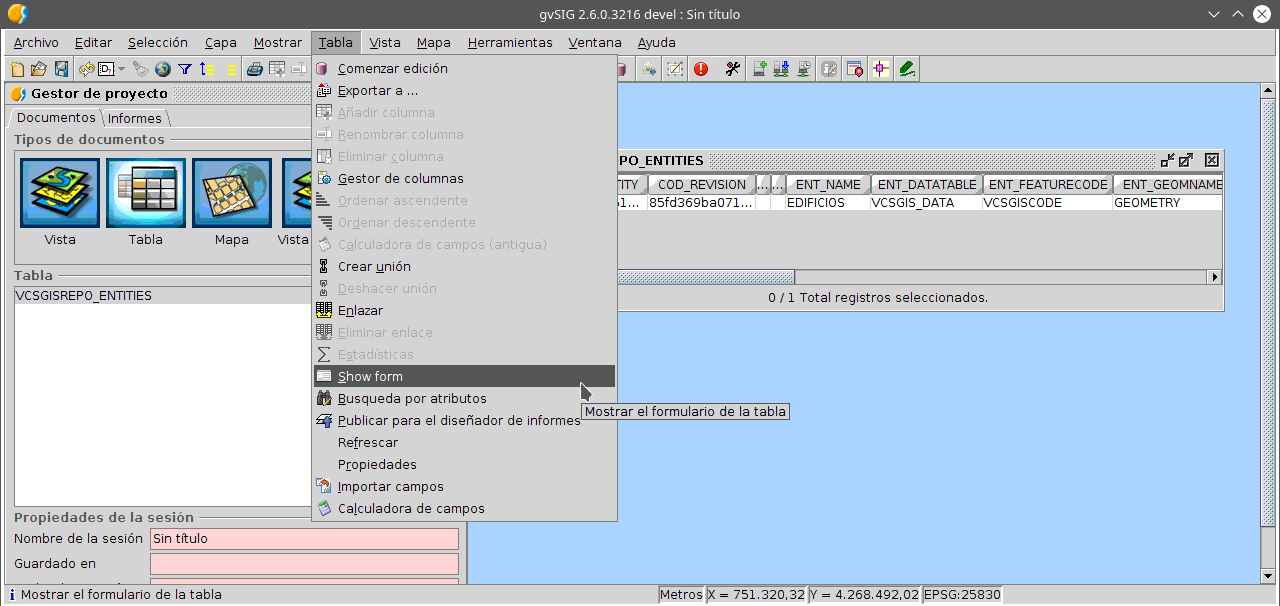 gvSIG 2.6.0.3216 devel : Sin título
Archivo Editar Selección Capa Mostrar Tabla Vista Mapa Herramientas Ventana Ayuda
Gestor de proyecto
Documentos Informes
Tipos de documentos
Vista Tabla Mapa Vista
Tabla
VCSGISREPO_ENTITIES
Propiedades de la sesión
Nombre de la sesión Sin título
Guardado en
Comenzar edición
Exportar a ...
Añadir columna
Renombrar columna
Eliminar columna
Gestor de columnas
Ordenar ascendente
Ordenar descendente
Calculadora de campos (antigua)
Crear unión
Deshacer unión
Enlazar
Eliminar enlace
Estadísticas
Show form
Busqueda por atributos
Publicar para el diseñador de informes
Refrescar
Propiedades
Importar campos
Calculadora de campos
Mostrar el formulario de la tabla
PO_ENTITIES
TITY COD_REVISION ... ... ENT_NAME ENT_DATATABLE ENT_FEATURECODE ENT_GEOMNAME
1... 85fd369ba071... EDIFICIOS VCSGIS_DATA VCSGISCODE GEOMETRY
0 / 1 Total registros seleccionados.
Mostrar el formulario de la tabla
Metros X = 751.320,32 Y = 4.268.492,02 EPSG:25830